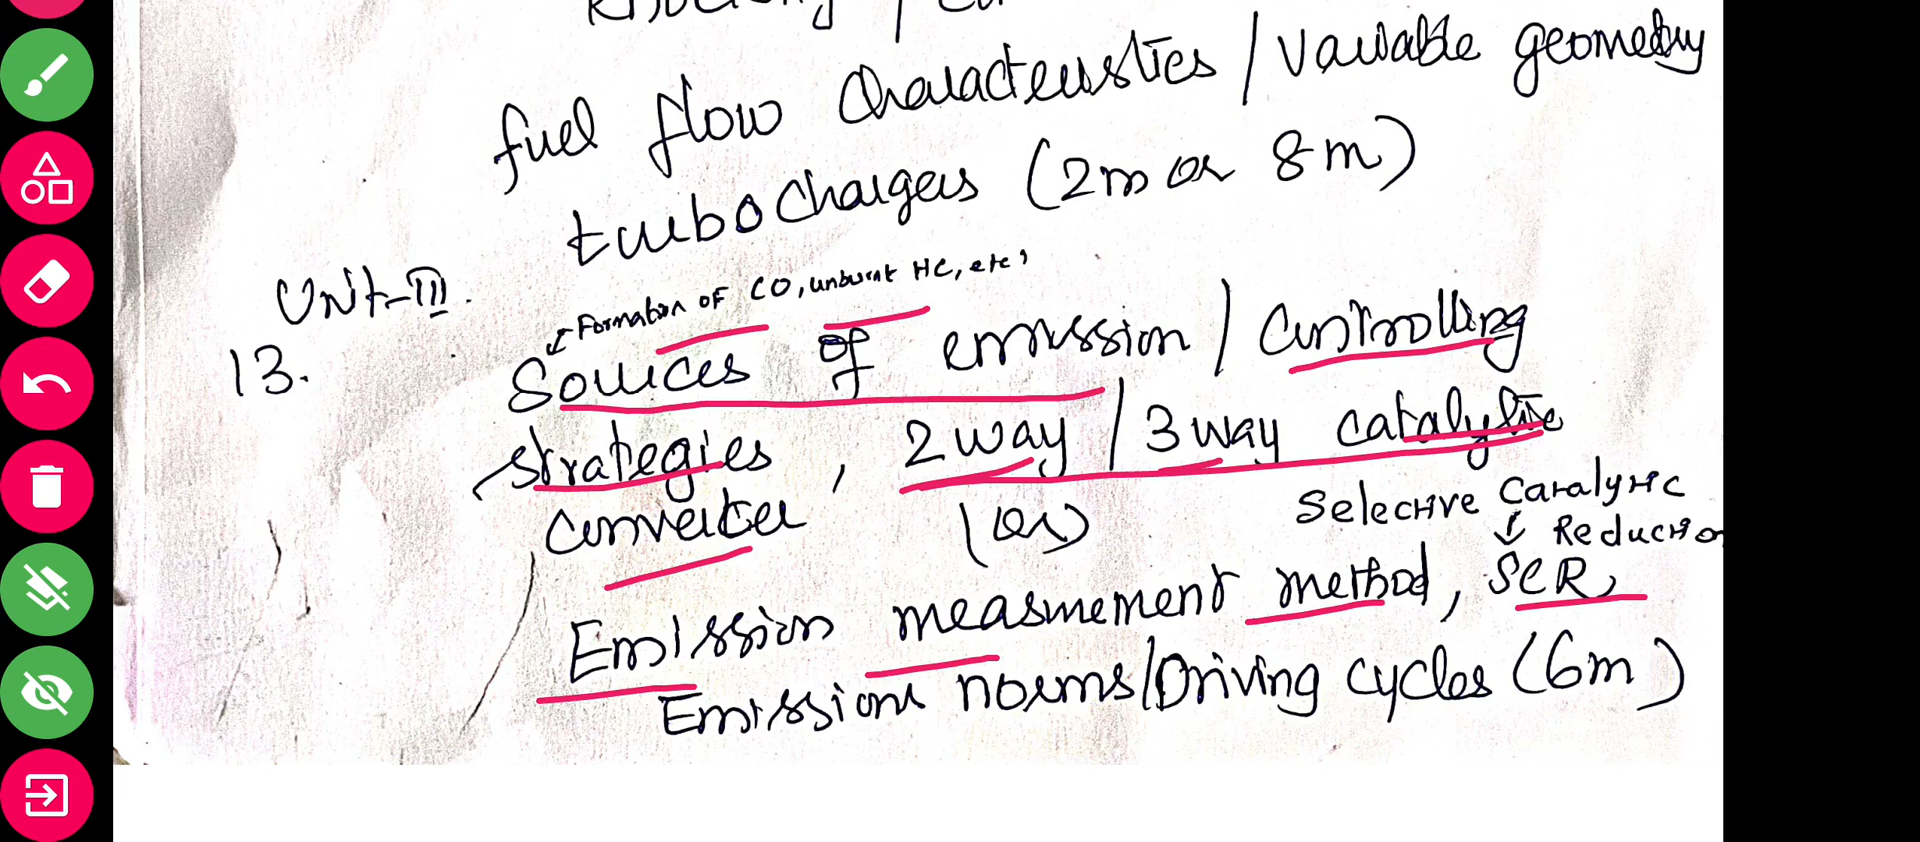 fuel flow characteristics / variable geometry
turbochargers (2m or 8m)
Unit-III.
Formation of CO, unburnt HC, etc,
13. Sources of emission / Controlling
strategies, 2 way / 3 way catalytic
converter (or)
Selective Catalytic
Reduction
Emission measurement method, SCR,
Emission norms/Driving cycles (6m)